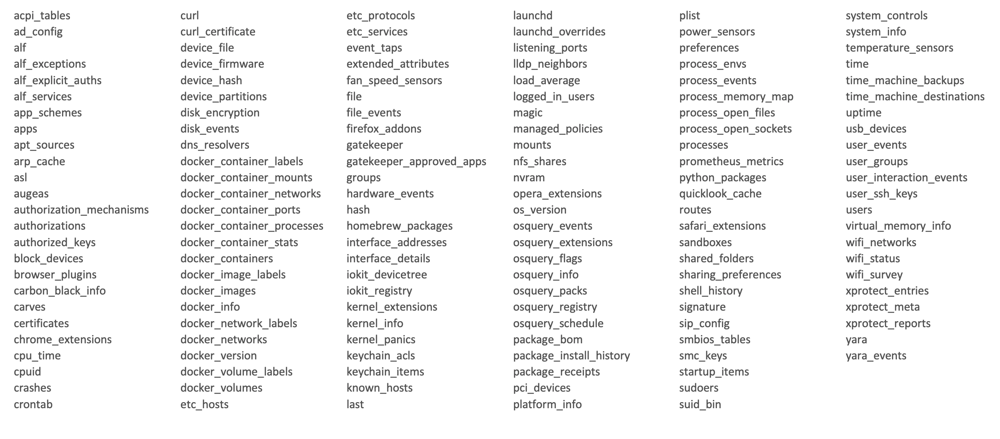 acpi_tables
ad_config
alf
alf_exceptions
alf_explicit_auths
alf_services
app_schemes
apps
apt_sources
arp_cache
asl
augeas
authorization_mechanisms
authorizations
authorized_keys
block_devices
browser_plugins
carbon_black_info
carves
certificates
chrome_extensions
cpu_time
cpuid
crashes
crontab
curl
curl_certificate
device_file
device_firmware
device_hash
device_partitions
disk_encryption
disk_events
dns_resolvers
docker_container_labels
docker_container_mounts
docker_container_networks
docker_container_ports
docker_container_processes
docker_container_stats
docker_containers
docker_image_labels
docker_images
docker_info
docker_network_labels
docker_networks
docker_version
docker_volume_labels
docker_volumes
etc_hosts
etc_protocols
etc_services
event_taps
extended_attributes
fan_speed_sensors
file
file_events
firefox_addons
gatekeeper
gatekeeper_approved_apps
groups
hardware_events
hash
homebrew_packages
interface_addresses
interface_details
iokit_devicetree
iokit_registry
kernel_extensions
kernel_info
kernel_panics
keychain_acls
keychain_items
known_hosts
last
launchd
launchd_overrides
listening_ports
lldp_neighbors
load_average
logged_in_users
magic
managed_policies
mounts
nfs_shares
nvram
opera_extensions
os_version
osquery_events
osquery_extensions
osquery_flags
osquery_info
osquery_packs
osquery_registry
osquery_schedule
package_bom
package_install_history
package_receipts
pci_devices
platform_info
plist
power_sensors
preferences
process_envs
process_events
process_memory_map
process_open_files
process_open_sockets
processes
prometheus_metrics
python_packages
quicklook_cache
routes
safari_extensions
sandboxes
shared_folders
sharing_preferences
shell_history
signature
sip_config
smbios_tables
smc_keys
startup_items
sudoers
suid_bin
system_controls
system_info
temperature_sensors
time
time_machine_backups
time_machine_destinations
uptime
usb_devices
user_events
user_groups
user_interaction_events
user_ssh_keys
users
virtual_memory_info
wifi_networks
wifi_status
wifi_survey
xprotect_entries
xprotect_meta
xprotect_reports
yara
yara_events